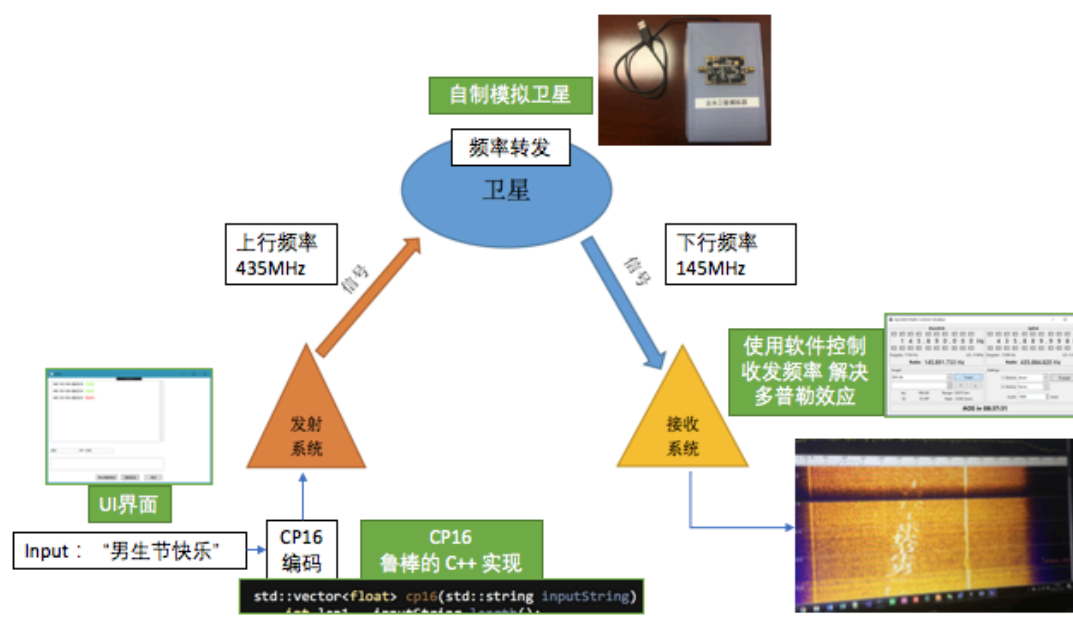 自制模拟卫星
频率转发
卫星
上行频率
435MHz
信号
下行频率
145MHz
信号
使用软件控制
收发频率 解决
多普勒效应
发射
系统
接收
系统
UI界面
Input： “男生节快乐”
CP16
编码
CP16
鲁棒的 C++ 实现
std::vector<float> cp16(std::string inputString)